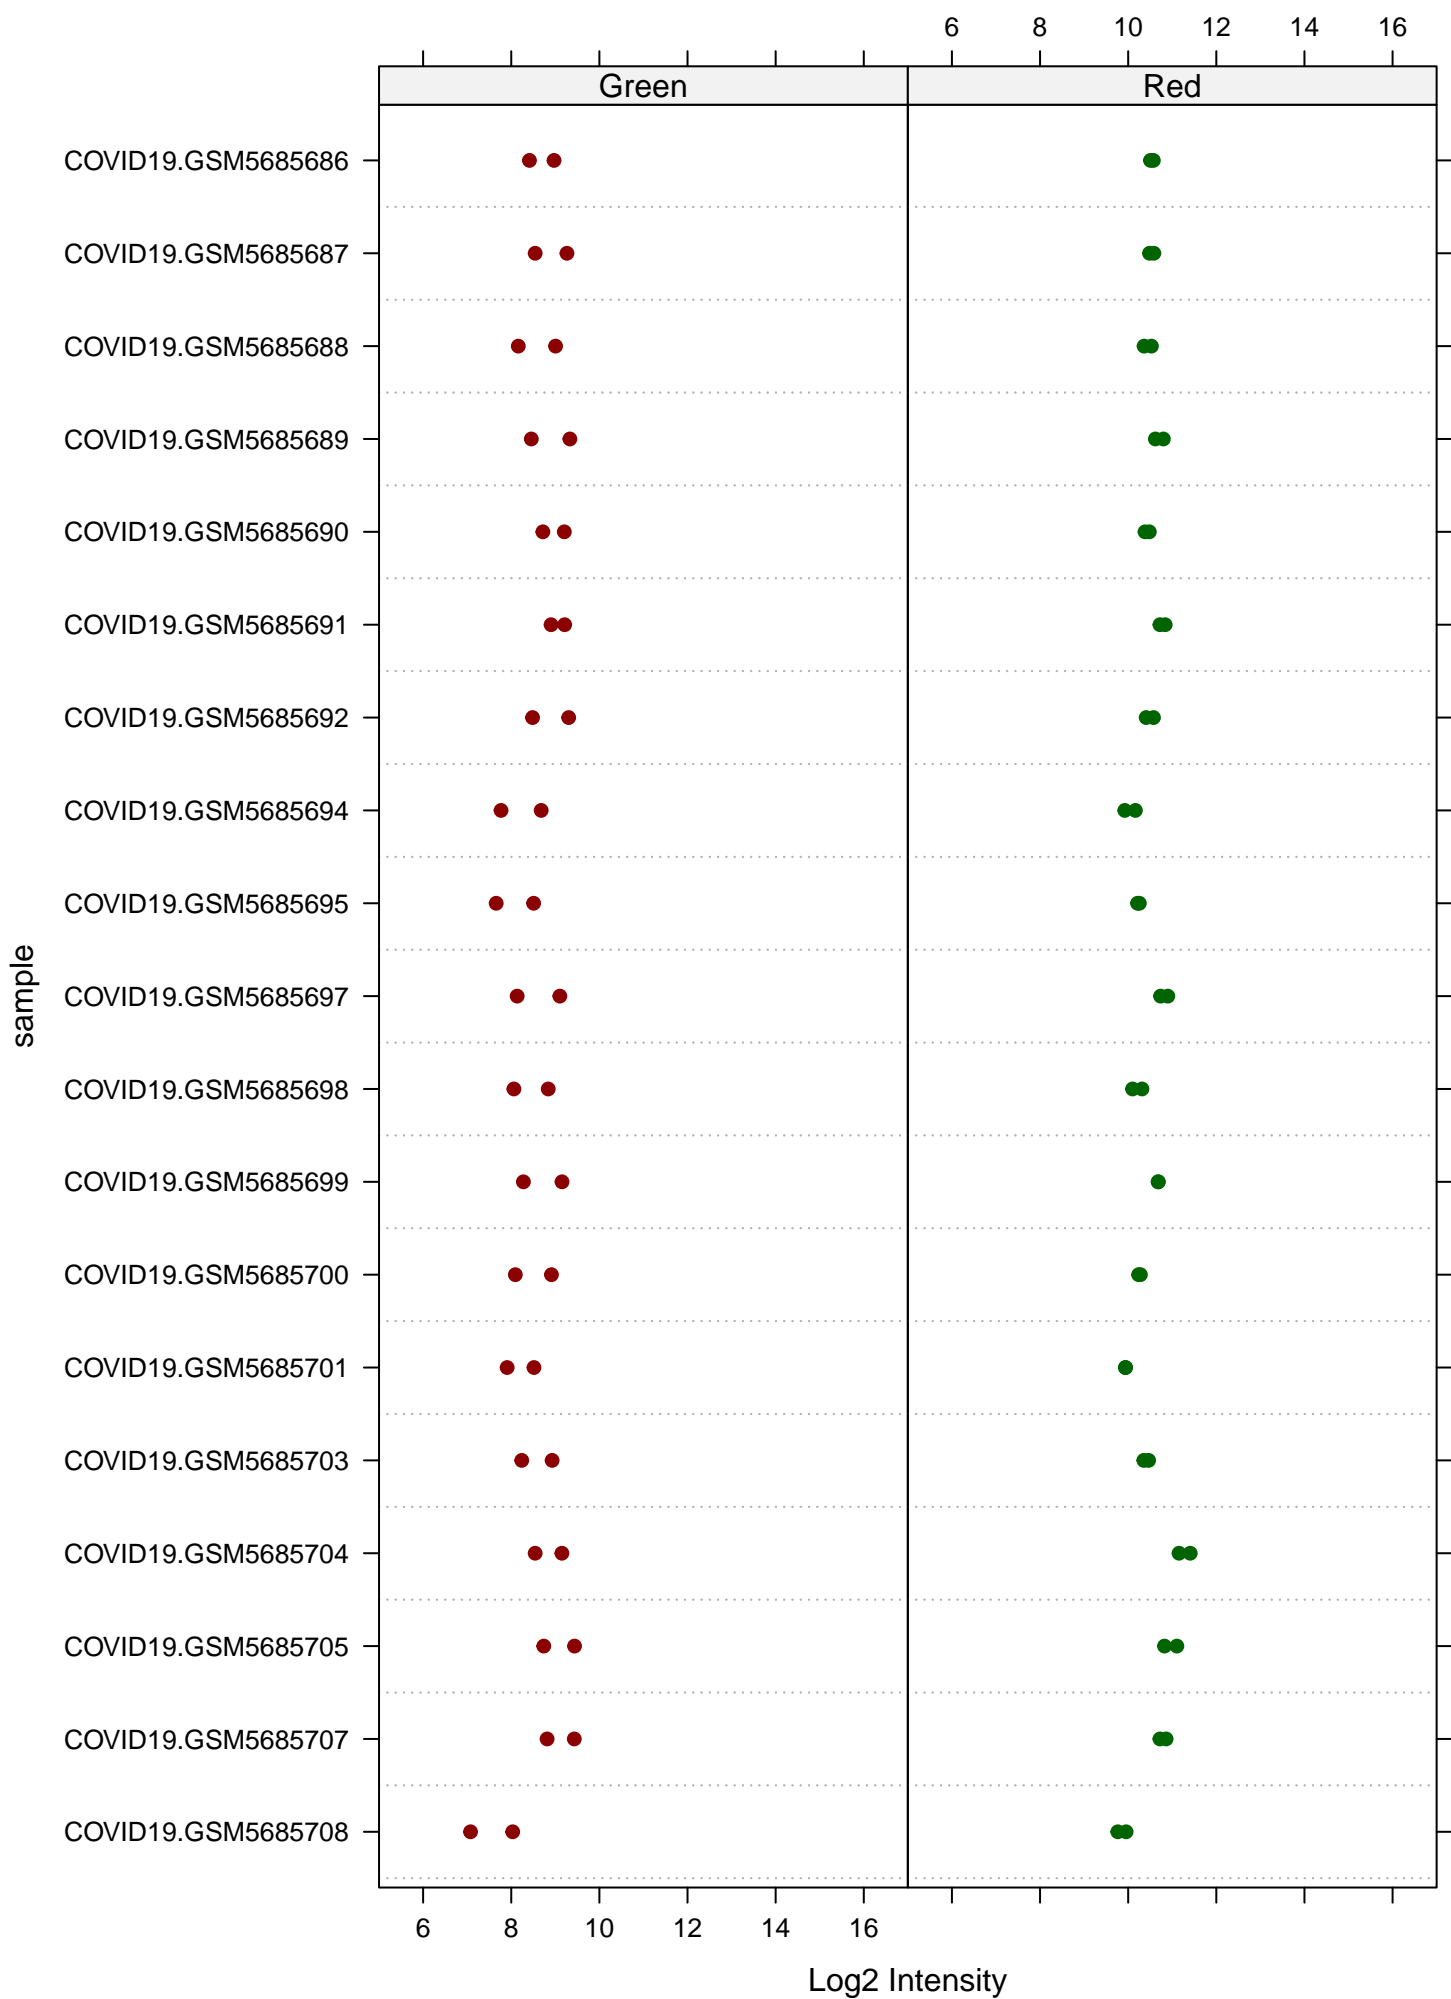 6 8 10 12 14 16
Green Red
COVID19.GSM5685686
COVID19.GSM5685687
COVID19.GSM5685688
COVID19.GSM5685689
COVID19.GSM5685690
COVID19.GSM5685691
COVID19.GSM5685692
COVID19.GSM5685694
COVID19.GSM5685695
COVID19.GSM5685697
COVID19.GSM5685698
COVID19.GSM5685699
COVID19.GSM5685700
COVID19.GSM5685701
COVID19.GSM5685703
COVID19.GSM5685704
COVID19.GSM5685705
COVID19.GSM5685707
COVID19.GSM5685708
sample
6 8 10 12 14 16
Log2 Intensity